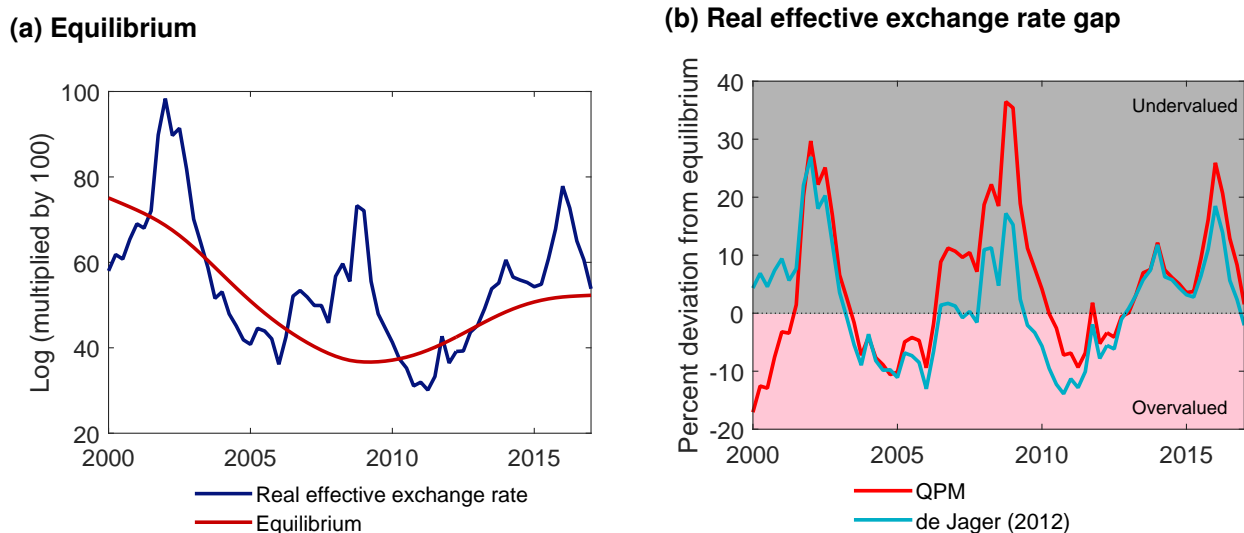 (a) Equilibrium
Log (multiplied by 100)
100
80
60
40
20
2000
2005
2010
2015
Real effective exchange rate
Equilibrium
(b) Real effective exchange rate gap
Percent deviation from equilibrium
40
30
20
10
0
-10
-20
Undervalued
Overvalued
2000
2005
2010
2015
QPM
de Jager (2012)